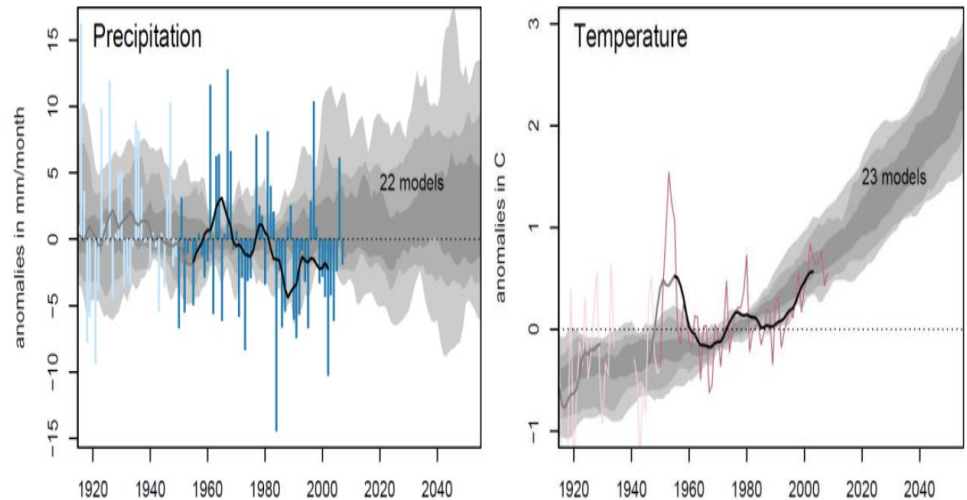 Precipitation
anomalies in mm/month
15
10
5
0
−5
−10
−15
22 models
1920 1940 1960 1980 2000 2020 2040
Temperature
anomalies in C
3
2
1
0
−1
23 models
1920 1940 1960 1980 2000 2020 2040